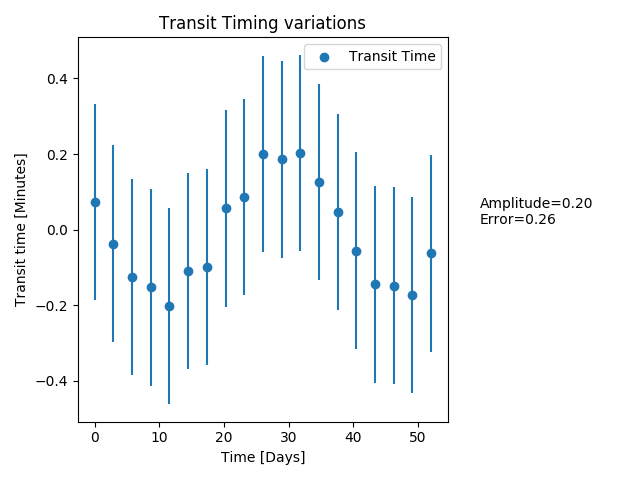 Transit Timing variations
Transit Time
0.4
0.2
0.0
−0.2
−0.4
Transit time [Minutes]
Amplitude=0.20
Error=0.26
0 10 20 30 40 50
Time [Days]